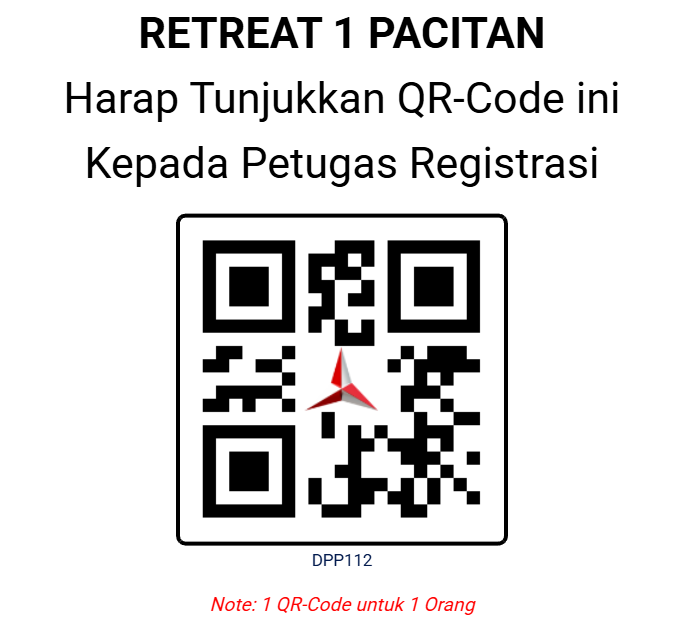 RETREAT 1 PACITAN
Harap Tunjukkan QR-Code ini
Kepada Petugas Registrasi
DPP112
Note: 1 QR-Code untuk 1 Orang